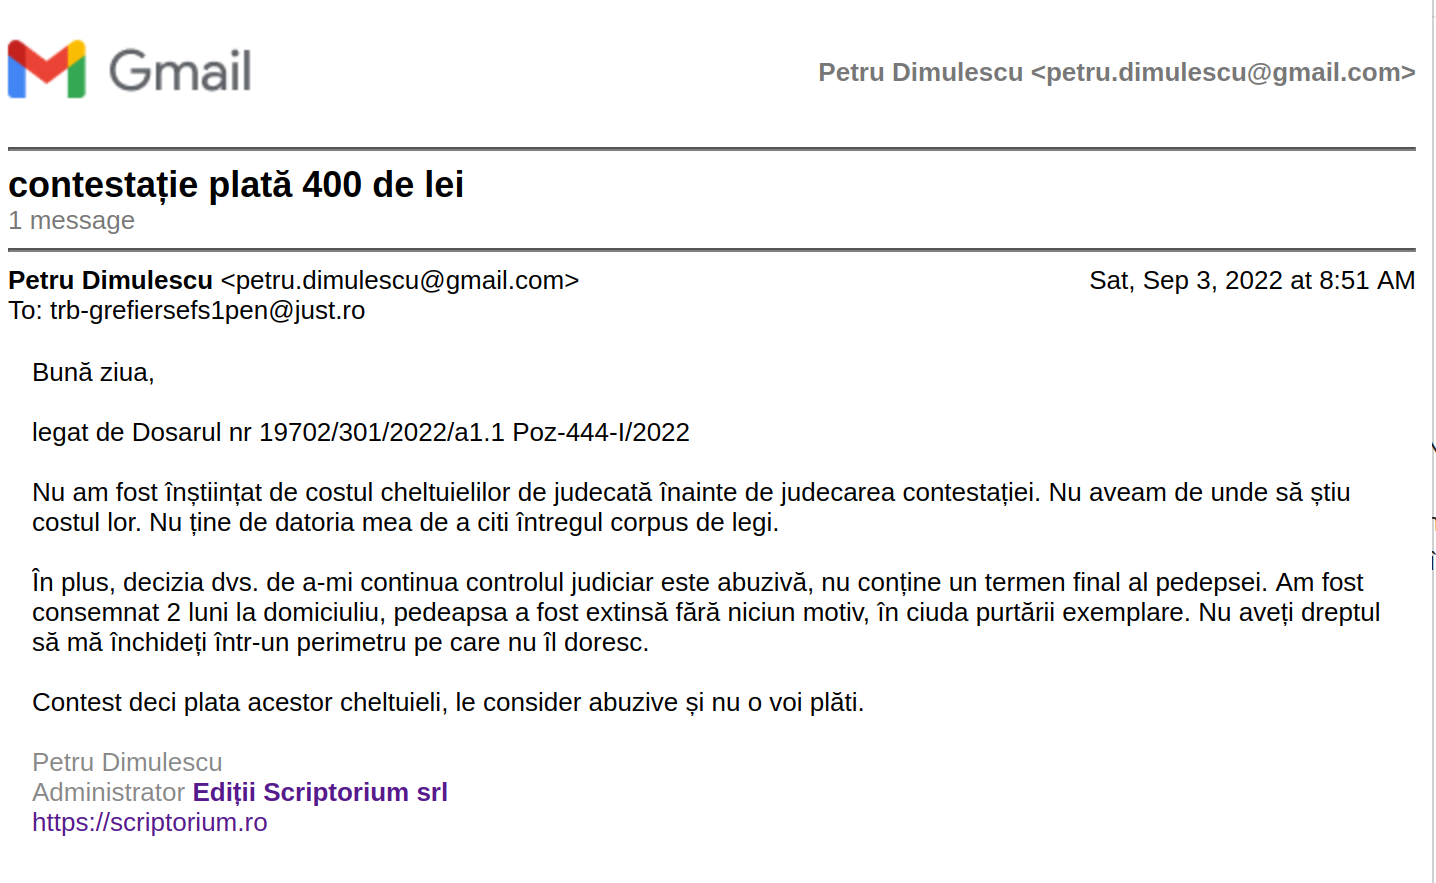 Gmail
Petru Dimulescu <petru.dimulescu@gmail.com>
contestație plată 400 de lei
1 message
Petru Dimulescu <petru.dimulescu@gmail.com>
Sat, Sep 3, 2022 at 8:51 AM
To: trb-grefiersefs1pen@just.ro
Bună ziua,
legat de Dosarul nr 19702/301/2022/a1.1 Poz-444-I/2022
Nu am fost înștiințat de costul cheltuielilor de judecată înainte de judecarea contestației. Nu aveam de unde să știu
costul lor. Nu ține de datoria mea de a citi întregul corpus de legi.
În plus, decizia dvs. de a-mi continua controlul judiciar este abuzivă, nu conține un termen final al pedepsei. Am fost
consemnat 2 luni la domiciuliu, pedeapsa a fost extinsă fără niciun motiv, în ciuda purtării exemplare. Nu aveți dreptul
să mă închideți într-un perimetru pe care nu îl doresc.
Contest deci plata acestor cheltuieli, le consider abuzive și nu o voi plăti.
Petru Dimulescu
Administrator Ediții Scriptorium srl
https://scriptorium.ro